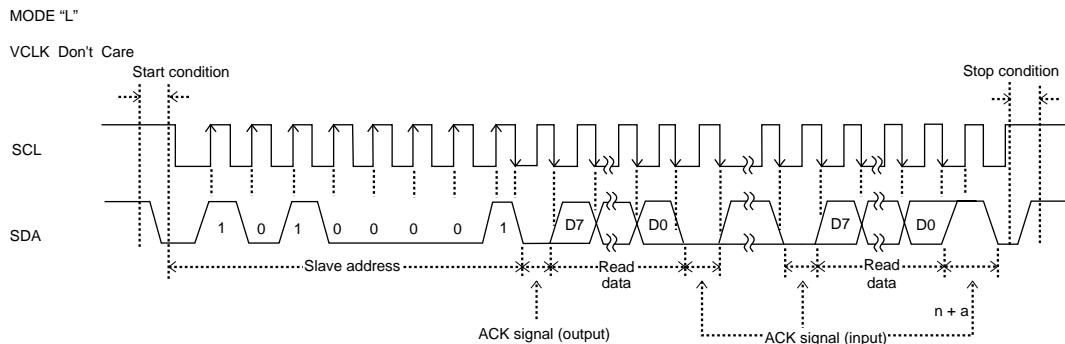 MODE “L”
VCLK Don't Care
Start condition
Stop condition
SCL
SDA
1 0 1 0 0 0 0 1 D7 D0 D7 D0
Slave address
Read
data
Read
data
n + a
ACK signal (output)
ACK signal (input)